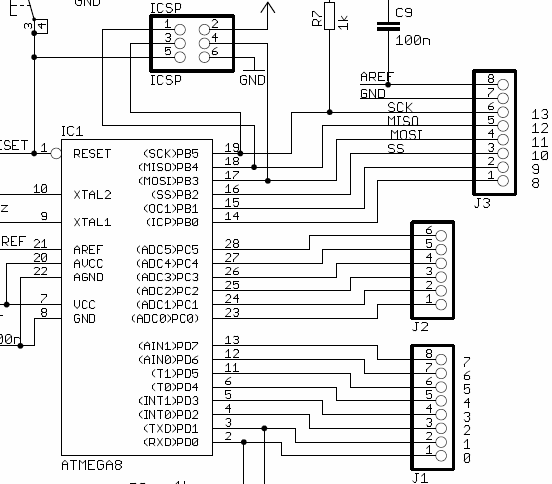 GND
ICSP
3
4
1 2
3 4
5 6
ICSP
GND
R7
1k
C9
100n
AREF
GND
SCK
MISO
MOSI
SS
8
7
6 13
5 12
4 11
3 10
2 9
1 8
J3
IC1
RESET 1 RESET (SCK)PB5 19
(MISO)PB4 18
(MOSI)PB3 17
10 XTAL2 (SS)PB2 16
(OC1)PB1 15
z 9 XTAL1 (ICP)PB0 14
REF 21 AREF (ADC5)PC5 28
20 AVCC (ADC4)PC4 27
22 AGND (ADC3)PC3 26
(ADC2)PC2 25
7 VCC (ADC1)PC1 24
8 GND (ADC0)PC0) 23
00n
6
5
4
3
2
1
J2
(AIN1)PD7 13
(AIN0)PD6 12
(T1)PD5 11
(T0)PD4 6
(INT1)PD3 5
(INT0)PD2 4
(TXD)PD1 3
(RXD)PD0 2
8 7
7 6
6 5
5 4
4 3
3 2
2 1
1 0
J1
ATMEGA8